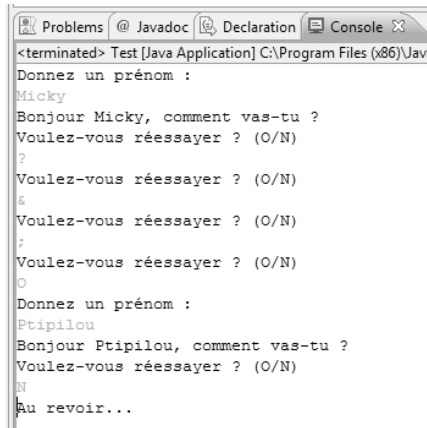 Problems @ Javadoc Declaration Console
<terminated> Test [Java Application] C:\Program Files (x86)\Jav
Donnez un prénom :
Micky
Bonjour Micky, comment vas-tu ?
Voulez-vous réessayer ? (O/N)
?
Voulez-vous réessayer ? (O/N)
&
Voulez-vous réessayer ? (O/N)
;
Voulez-vous réessayer ? (O/N)
O
Donnez un prénom :
Ptipilou
Bonjour Ptipilou, comment vas-tu ?
Voulez-vous réessayer ? (O/N)
N
Au revoir...